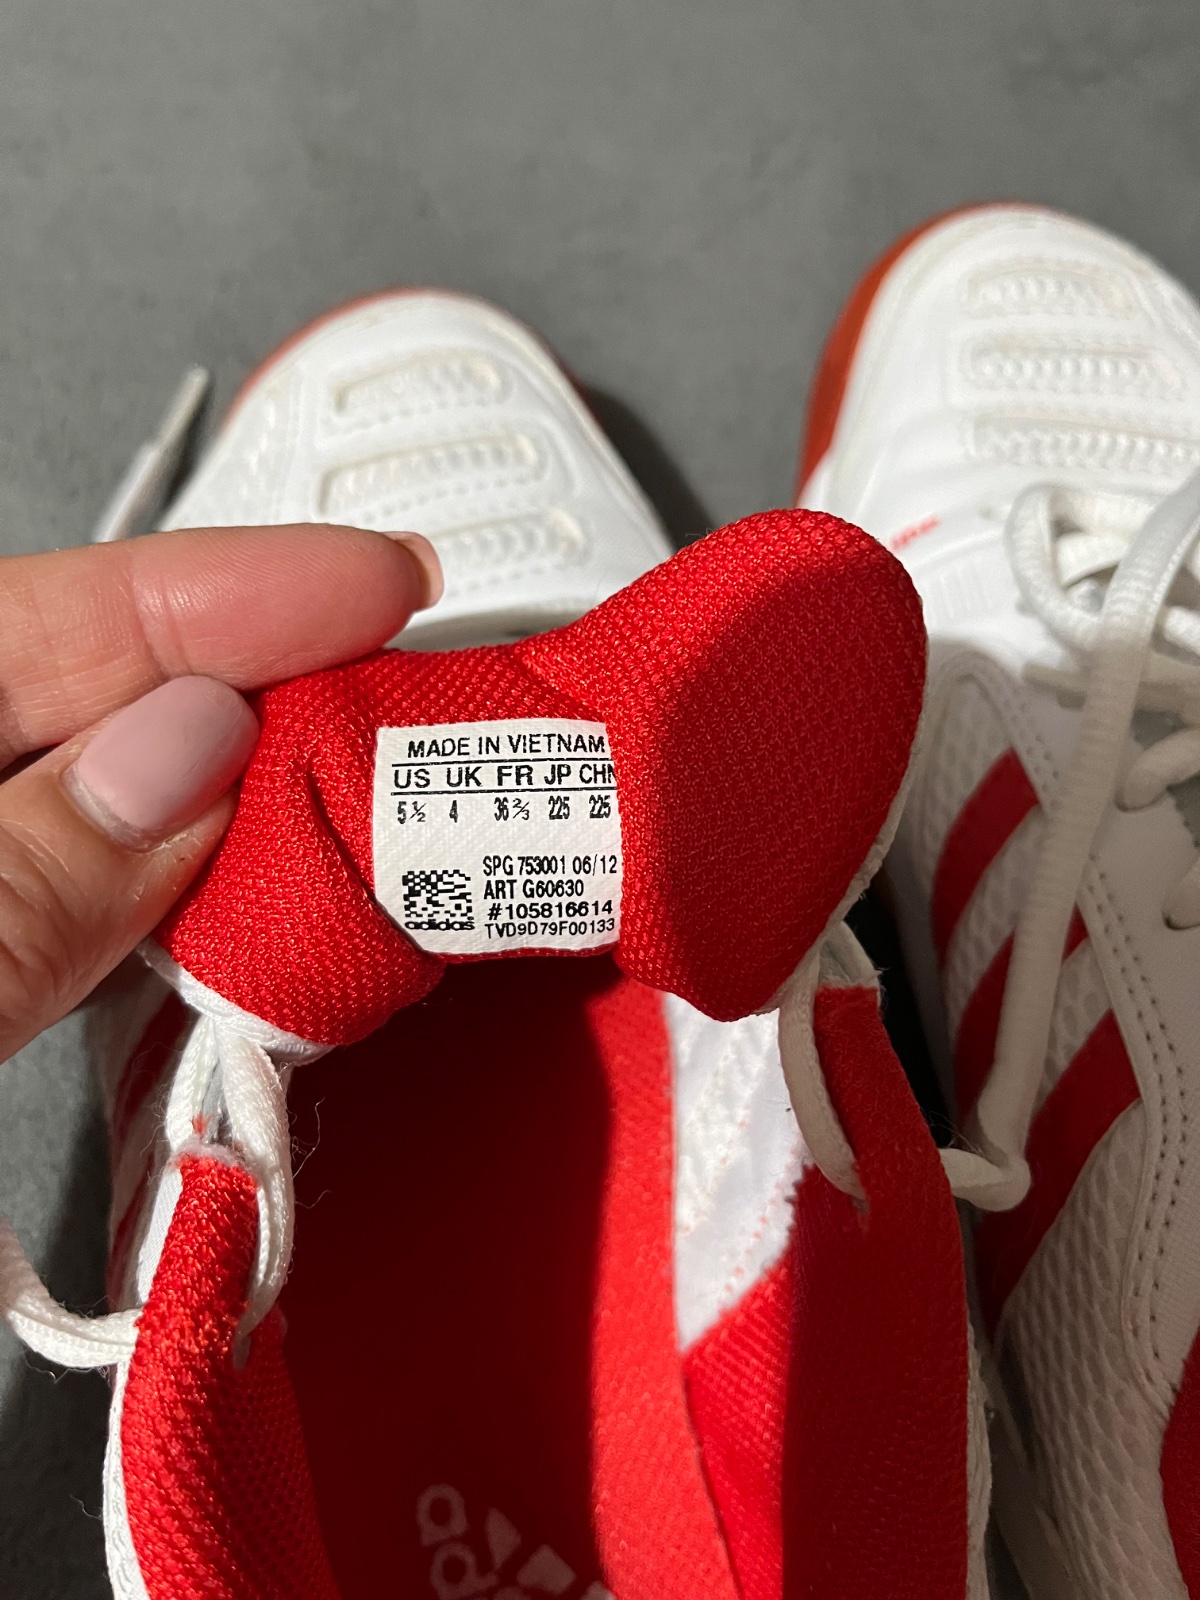 MADE IN VIETNAM
US UK FR JP CHN
5½ 4 36⅔ 225 225
SPG 753001 06/12
ART G60630
#105816614
adidas TVD9D79F00133
adidas